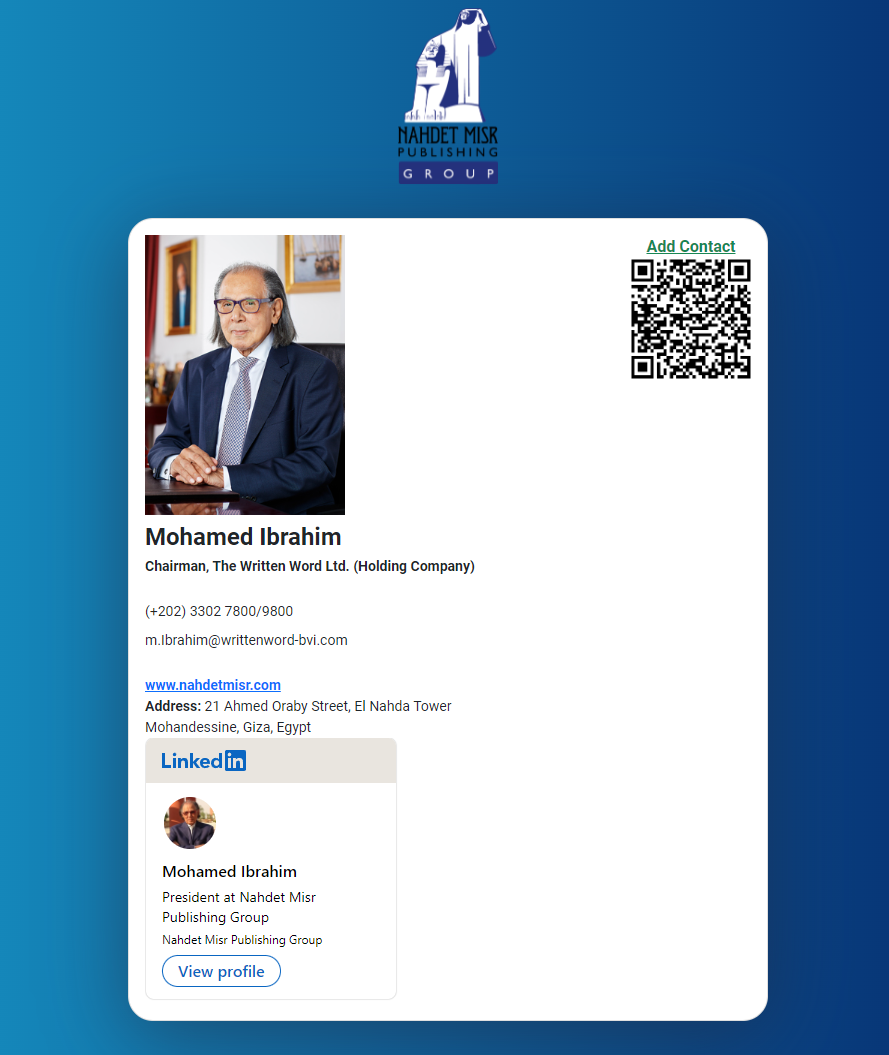 NAHDET MISR
PUBLISHING
GROUP
Add Contact
Mohamed Ibrahim
Chairman, The Written Word Ltd. (Holding Company)
(+202) 3302 7800/9800
m.Ibrahim@writtenword-bvi.com
www.nahdetmisr.com
Address: 21 Ahmed Oraby Street, El Nahda Tower
Mohandessine, Giza, Egypt
Linked in
Mohamed Ibrahim
President at Nahdet Misr
Publishing Group
Nahdet Misr Publishing Group
View profile